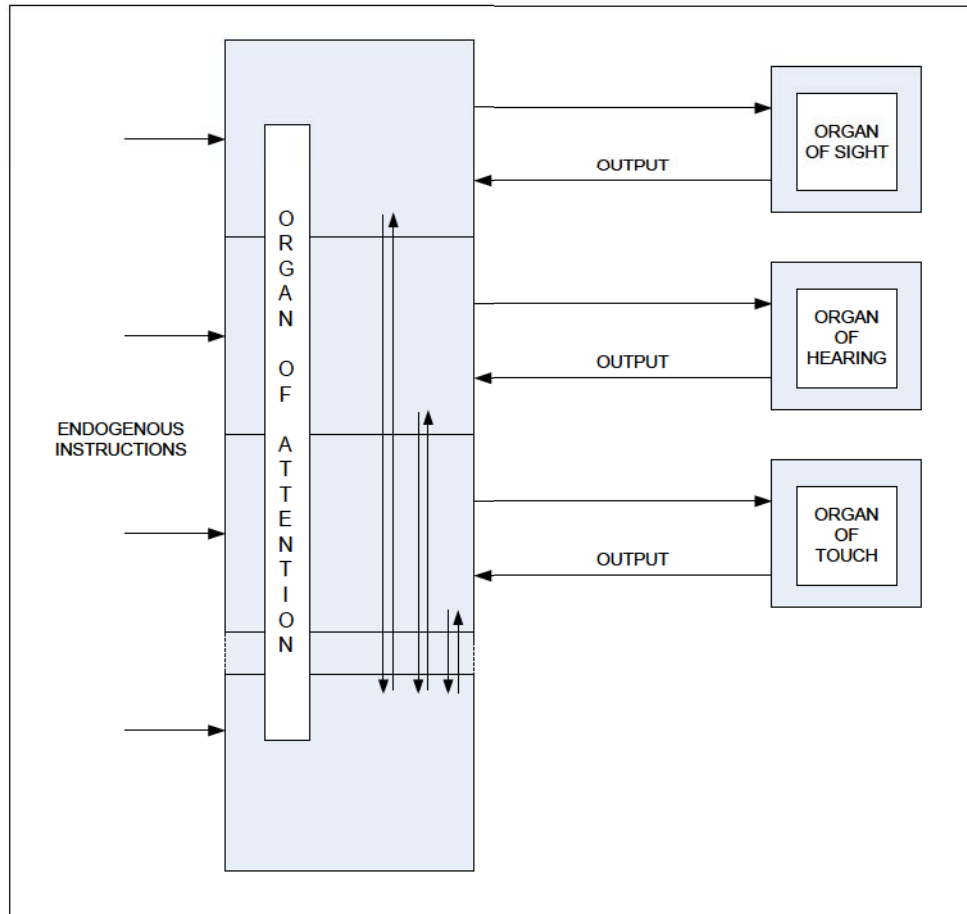 ORGAN
OF SIGHT
OUTPUT
ORGAN OF ATTENTION
ORGAN
OF
HEARING
OUTPUT
ENDOGENOUS
INSTRUCTIONS
ORGAN
OF
TOUCH
OUTPUT